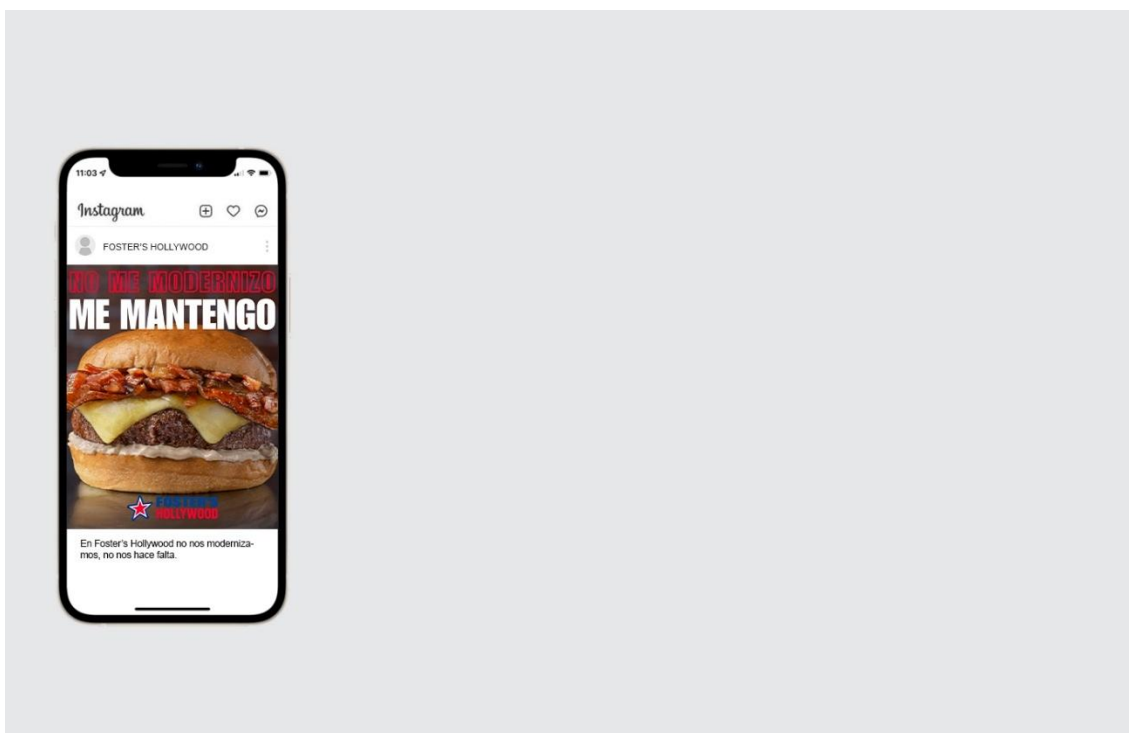 11:03
Instagram
FOSTER'S HOLLYWOOD
NO ME MODERNIZO
ME MANTENGO
FOSTER'S
HOLLYWOOD
En Foster's Hollywood no nos moderniza-
mos, no nos hace falta.